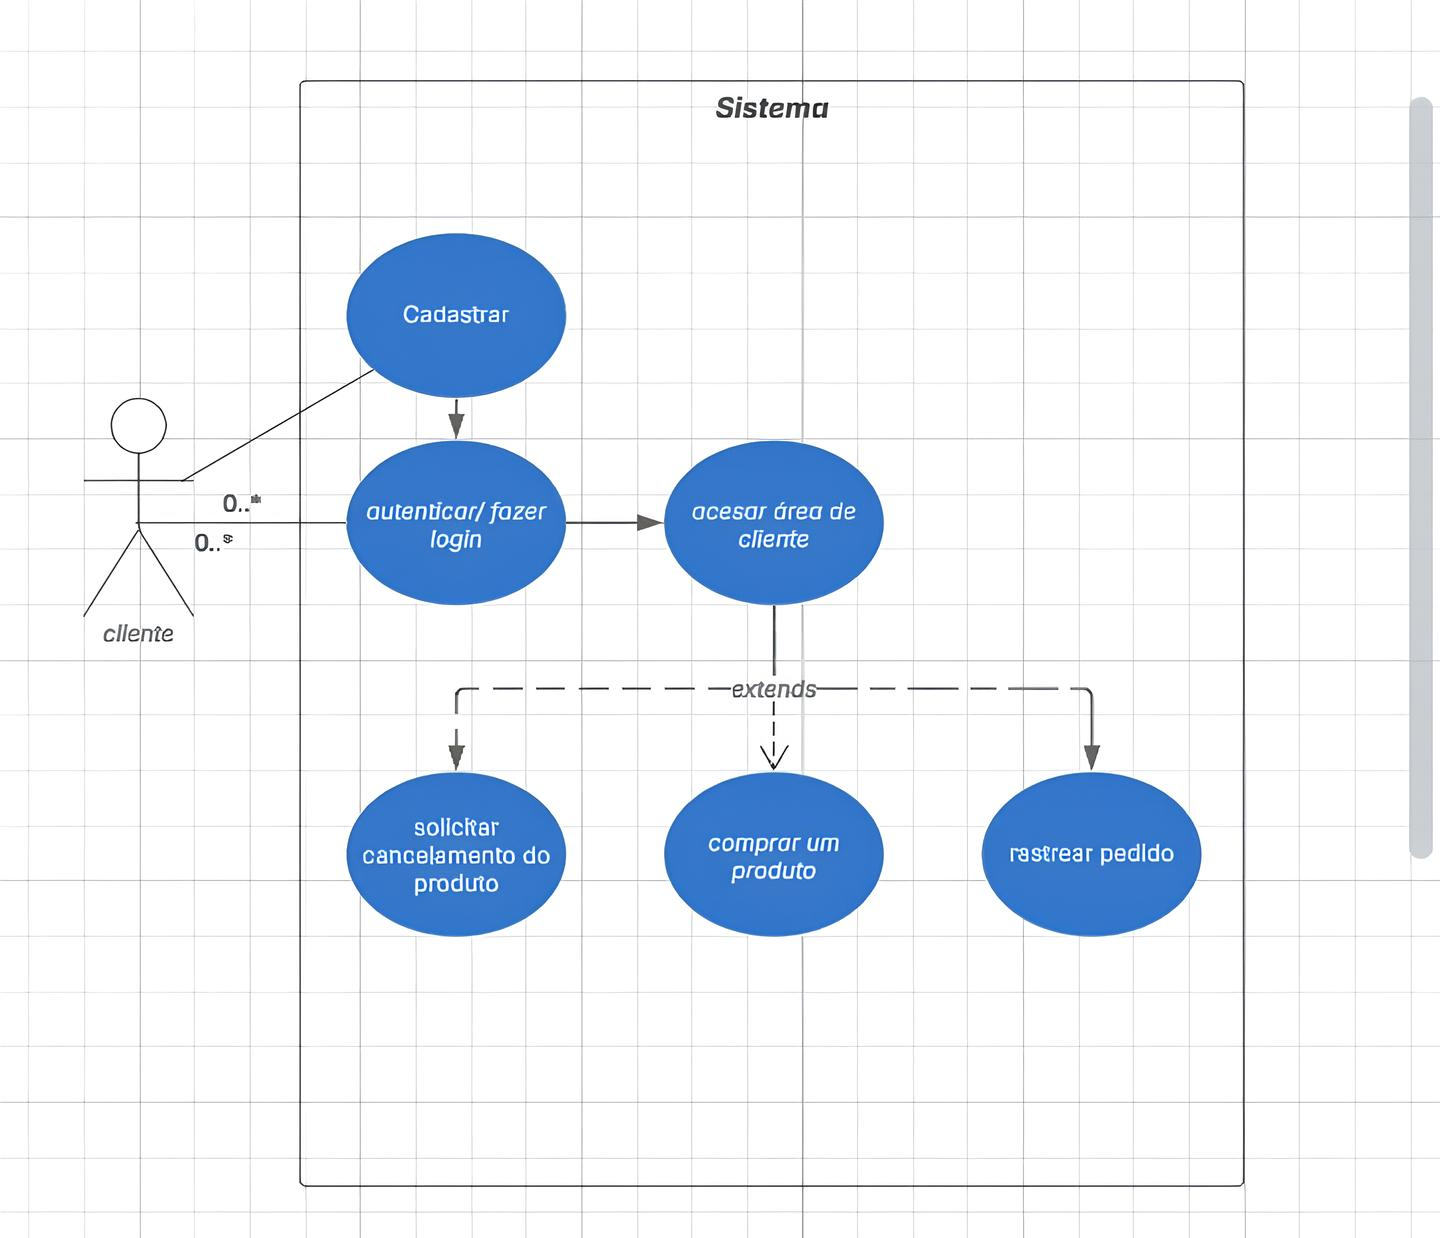 Sistema
Cadastrar
autenticar/ fazer
login
acesar área de
cliente
0..*
0..*
cliente
extends
solicitar
cancelamento do
produto
comprar um
produto
rastrear pedido